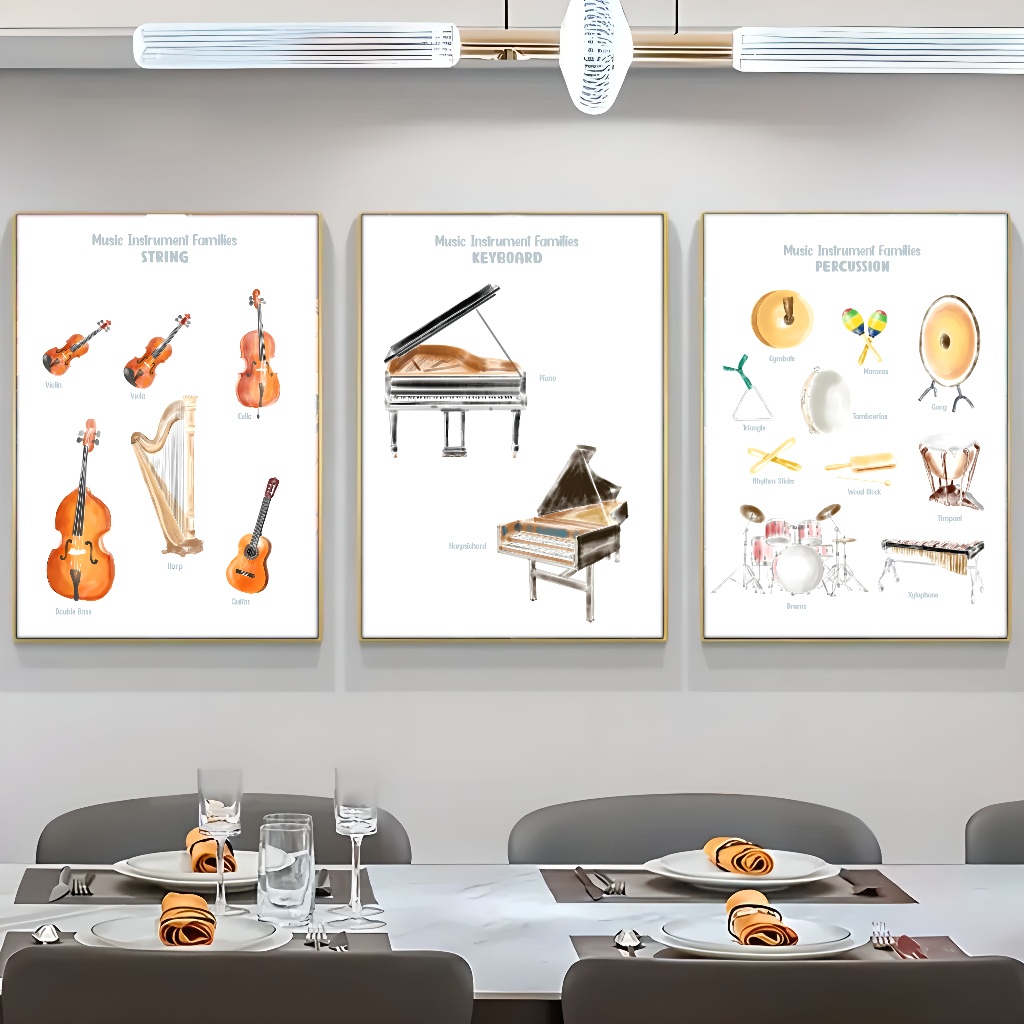 Music Instrument Families
STRING
Violin
Viola
Cello
Double Bass
Harp
Guitar
Music Instrument Families
KEYBOARD
Piano
Harpsichord
Music Instrument Families
PERCUSSION
Cymbals
Maracas
Gong
Triangle
Tambourine
Rhythm Sticks
Wood Block
Timpani
Drums
Xylophone